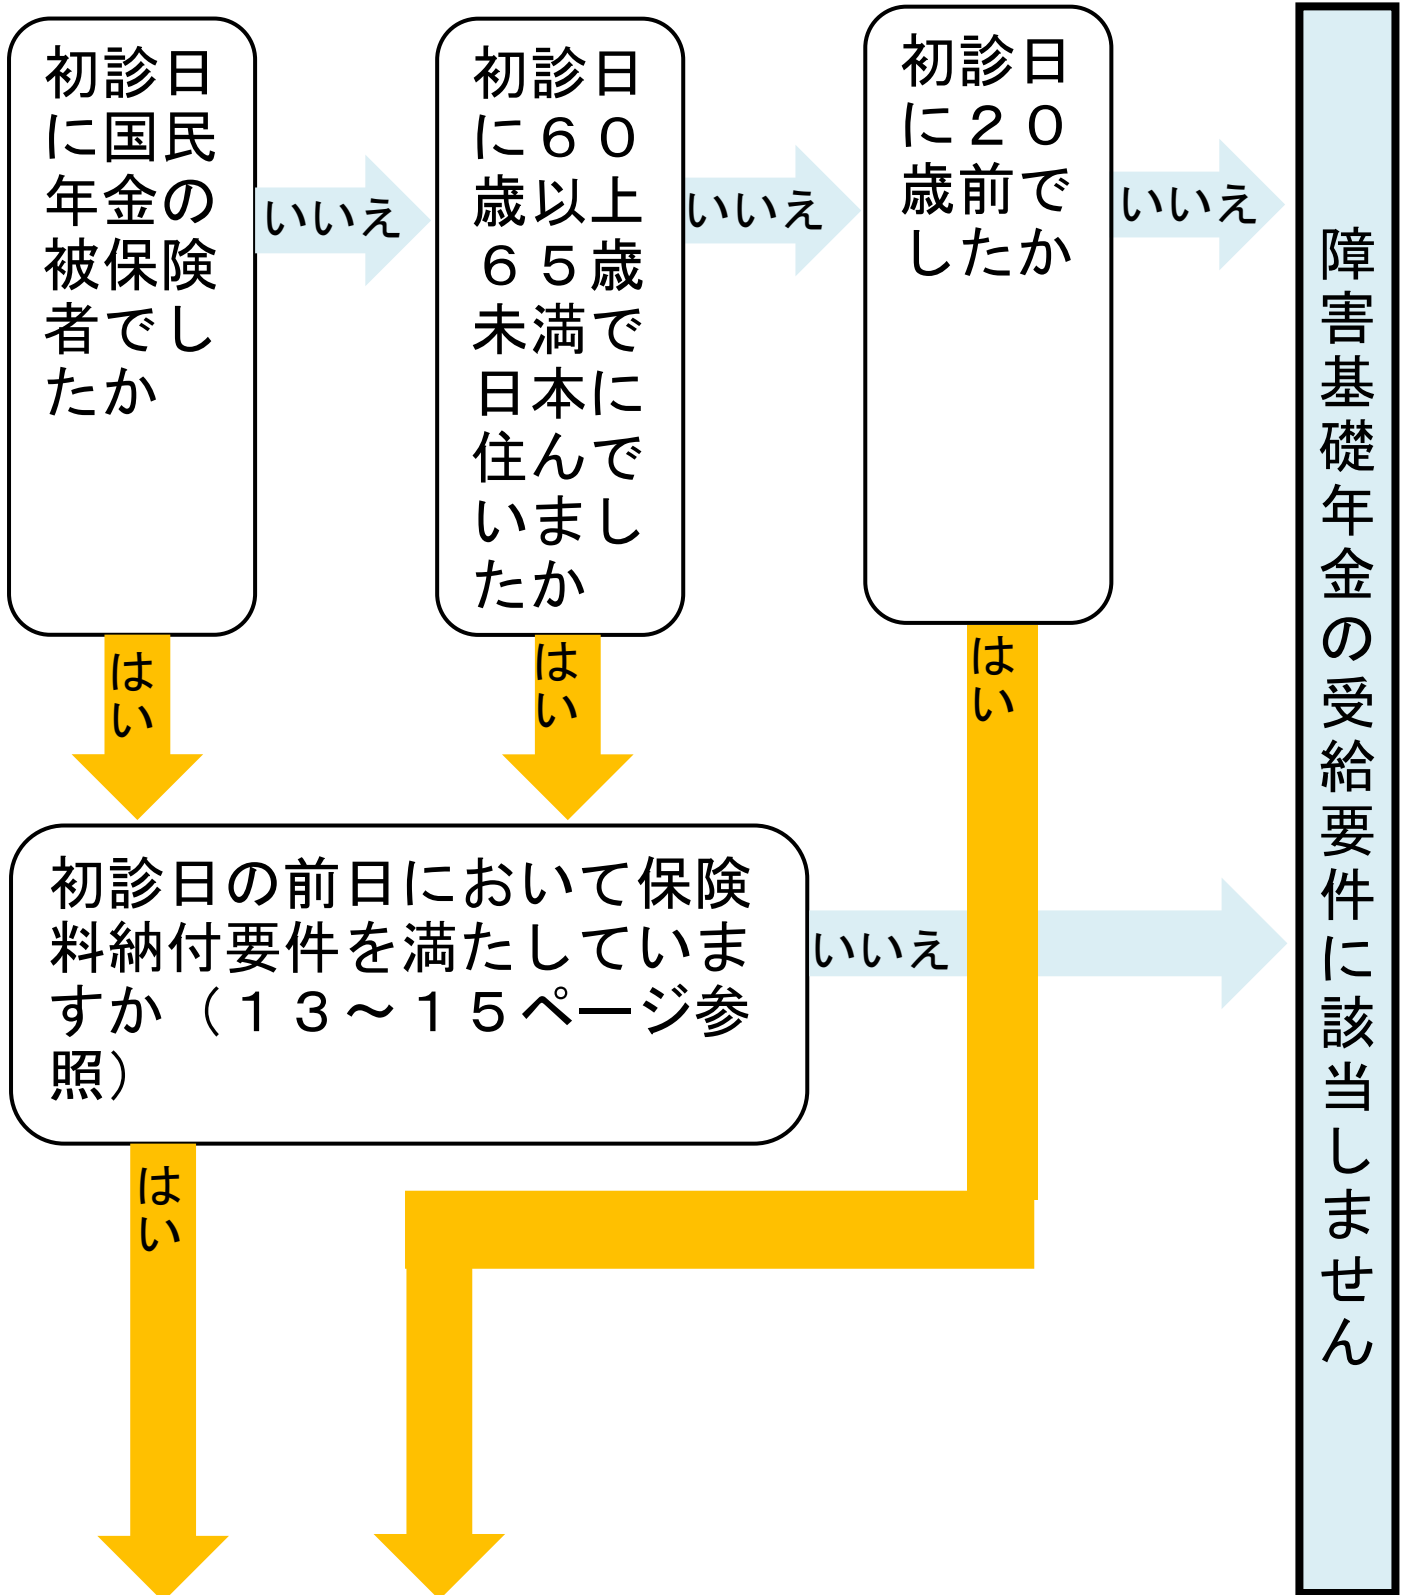 初診日
に国民
年金の
被保険
者でし
たか
いいえ
初診日
に６０
歳以上
６５歳
未満で
日本に
住んで
いまし
たか
いいえ
初診日
に２０
歳前で
したか
いいえ
はい
はい
はい
初診日の前日において保険
料納付要件を満たしていま
すか（１３～１５ページ参
照）
いいえ
はい
障害基礎年金の受給要件に該当しません